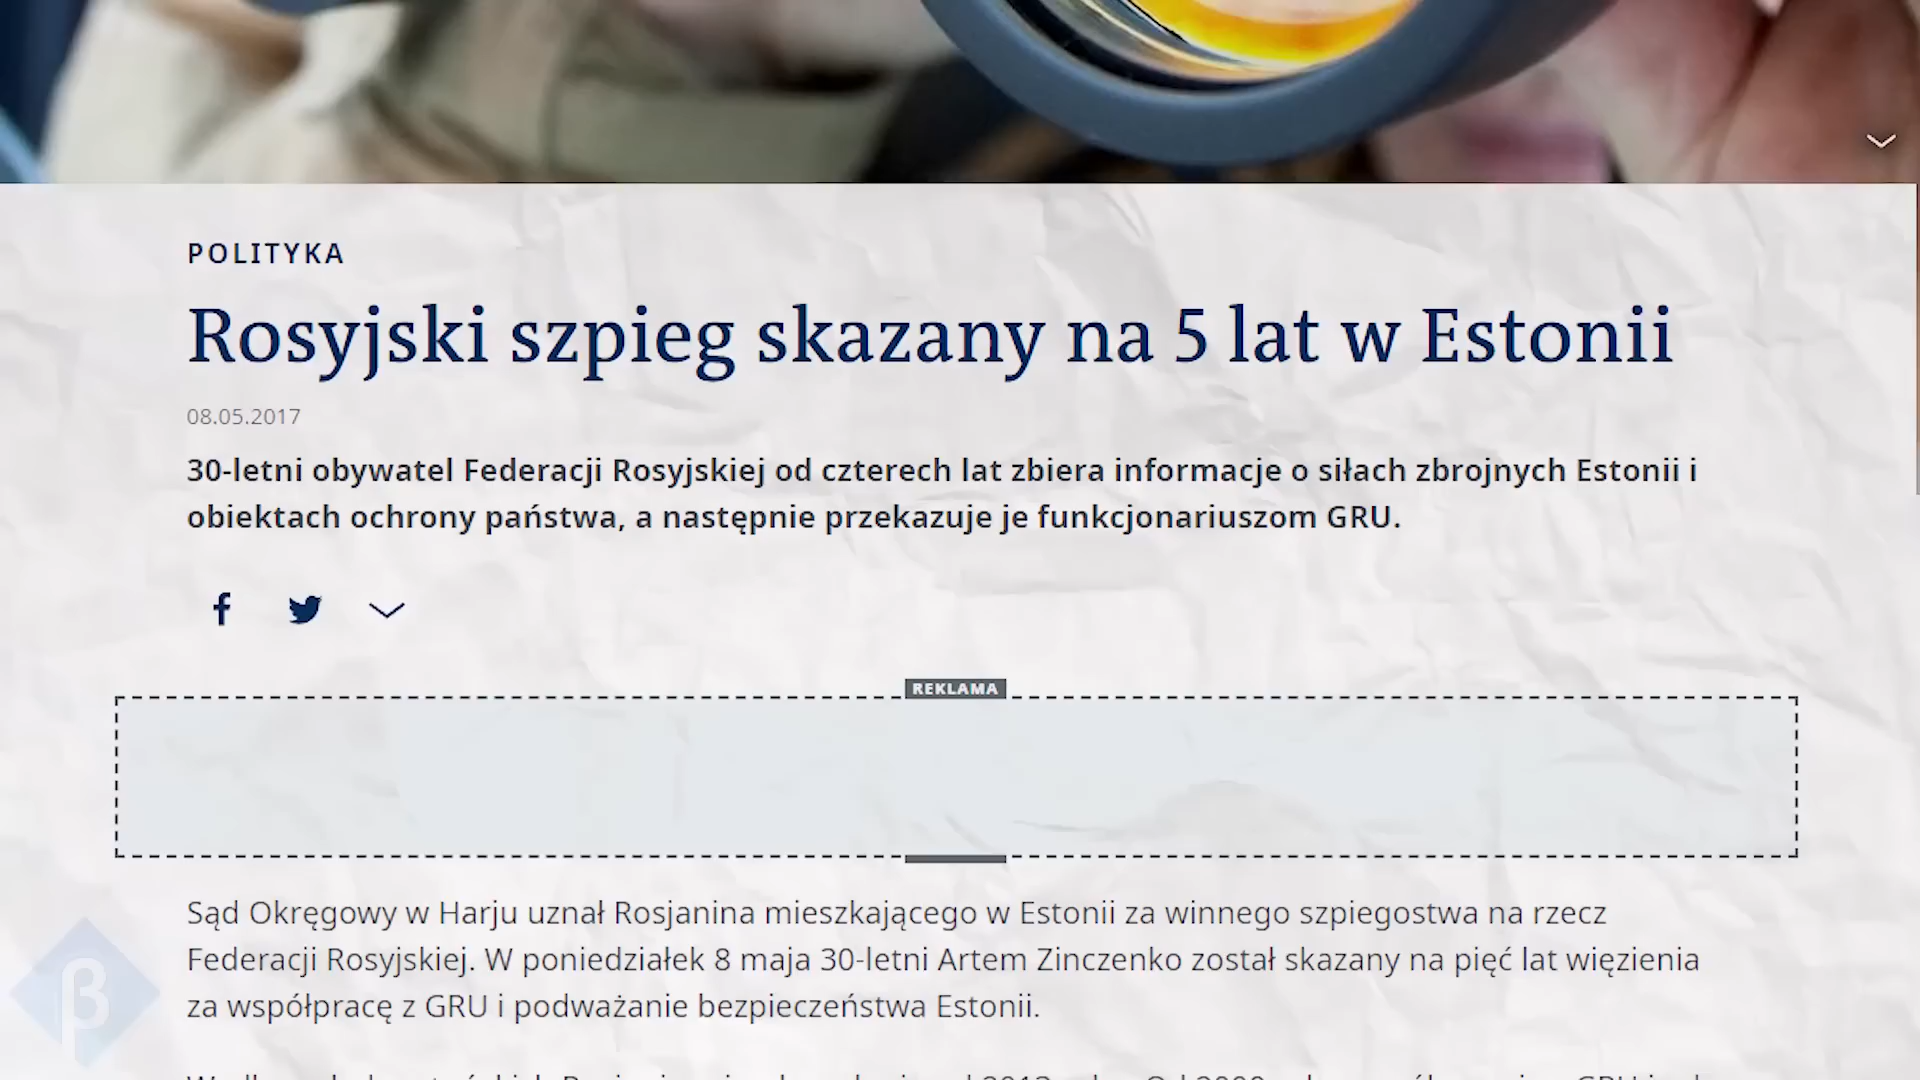 POLITYKA
Rosyjski szpieg skazany na 5 lat w Estonii
08.05.2017
30-letni obywatel Federacji Rosyjskiej od czterech lat zbiera informacje o siłach zbrojnych Estonii i
obiektach ochrony państwa, a następnie przekazuje je funkcjonariuszom GRU.
REKLAMA
Sąd Okręgowy w Harju uznał Rosjanina mieszkającego w Estonii za winnego szpiegostwa na rzecz
Federacji Rosyjskiej. W poniedziałek 8 maja 30-letni Artem Zinczenko został skazany na pięć lat więzienia
za współpracę z GRU i podważanie bezpieczeństwa Estonii.
β